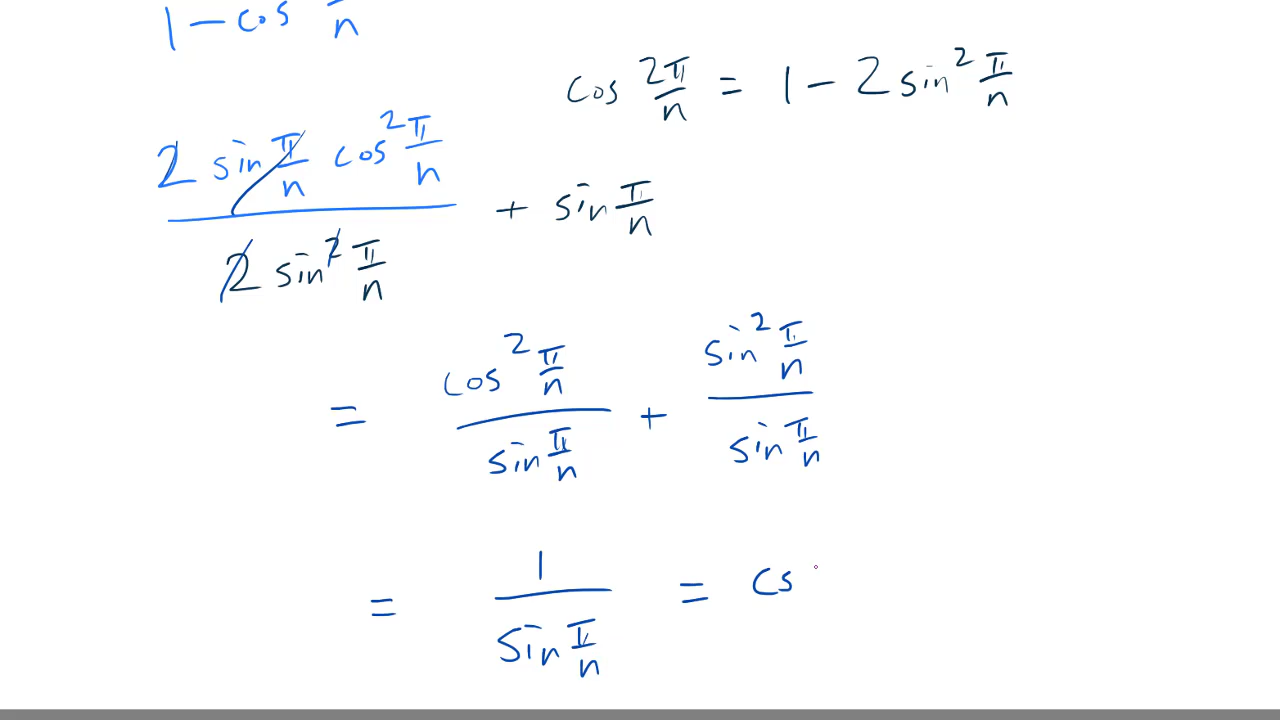 1 - cos π/n
cos 2π/n = 1 - 2 sin² π/n
2 sin π/n cos² π/n / 2 sin² π/n + sin π/n
= cos² π/n / sin π/n + sin² π/n / sin π/n
= 1 / sin π/n = cs